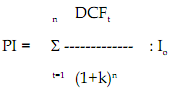 n DCFₜ
PI = Σ ------------- : Iₒ
t=1 (1+k)ⁿ